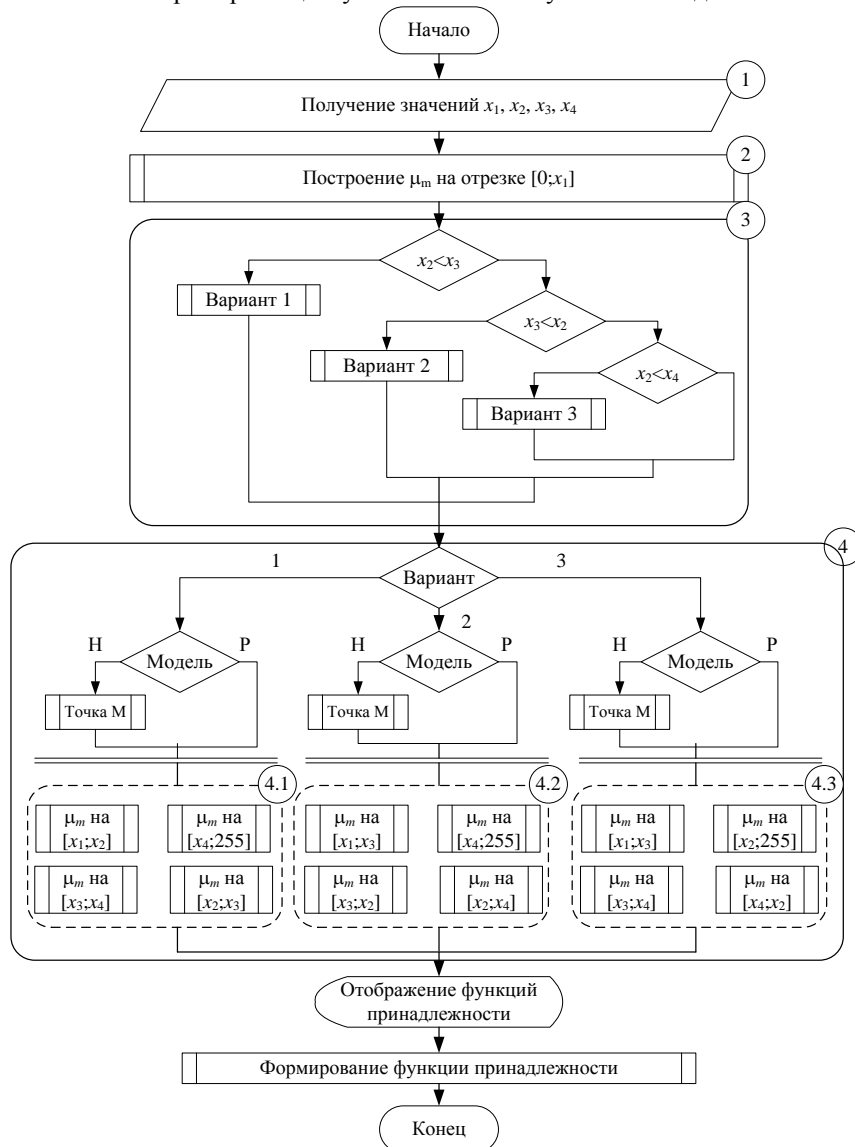 Начало
1
Получение значений x₁, x₂, x₃, x₄
2
Построение μₘ на отрезке [0;x₁]
3
x₂<x₃
Вариант 1
x₃<x₂
Вариант 2
x₂<x₄
Вариант 3
4
1
Вариант
3
2
Н
Модель
Р
Точка М
Н
Модель
Р
Точка М
Н
Модель
Р
Точка М
4.1
μₘ на
[x₁;x₂]
μₘ на
[x₄;255]
μₘ на
[x₃;x₄]
μₘ на
[x₂;x₃]
4.2
μₘ на
[x₁;x₃]
μₘ на
[x₄;255]
μₘ на
[x₃;x₂]
μₘ на
[x₂;x₄]
4.3
μₘ на
[x₁;x₃]
μₘ на
[x₂;255]
μₘ на
[x₃;x₄]
μₘ на
[x₄;x₂]
Отображение функций
принадлежности
Формирование функции принадлежности
Конец